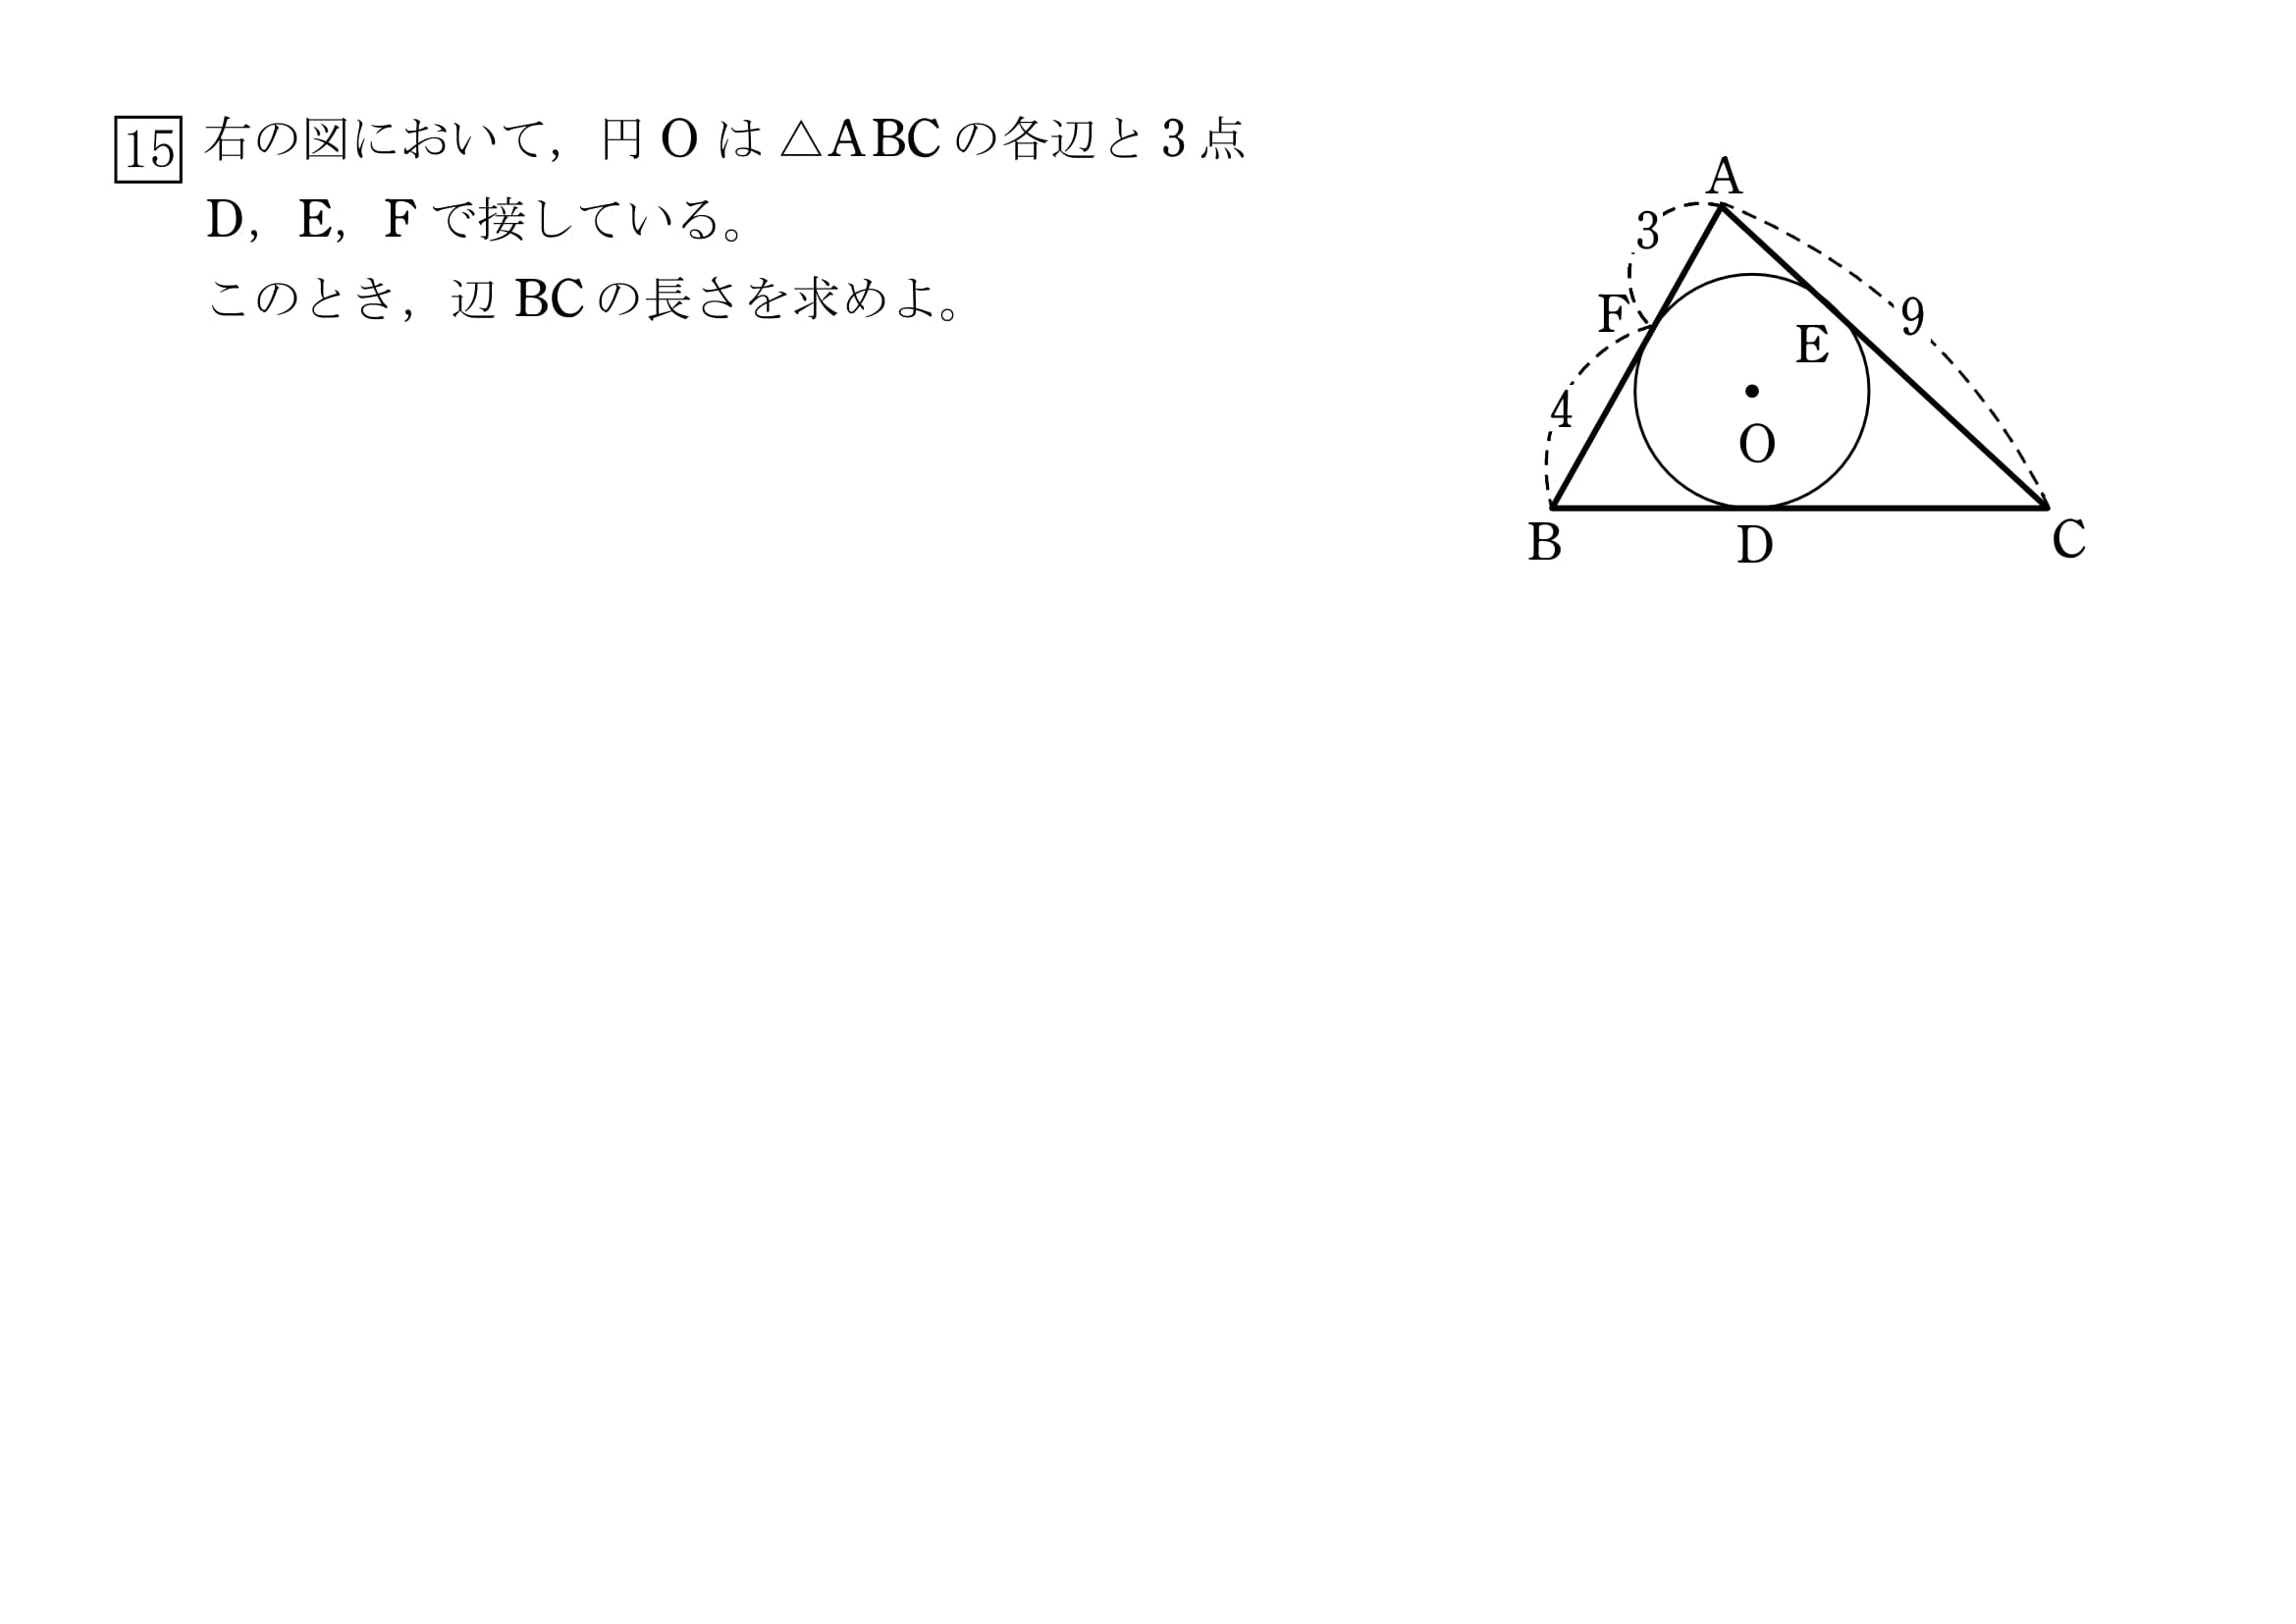 15 右の図において，円 O は △ABC の各辺と 3 点
D，E，F で接している。
このとき，辺 BC の長さを求めよ。
A
3
F
9
E
4
O
B
D
C